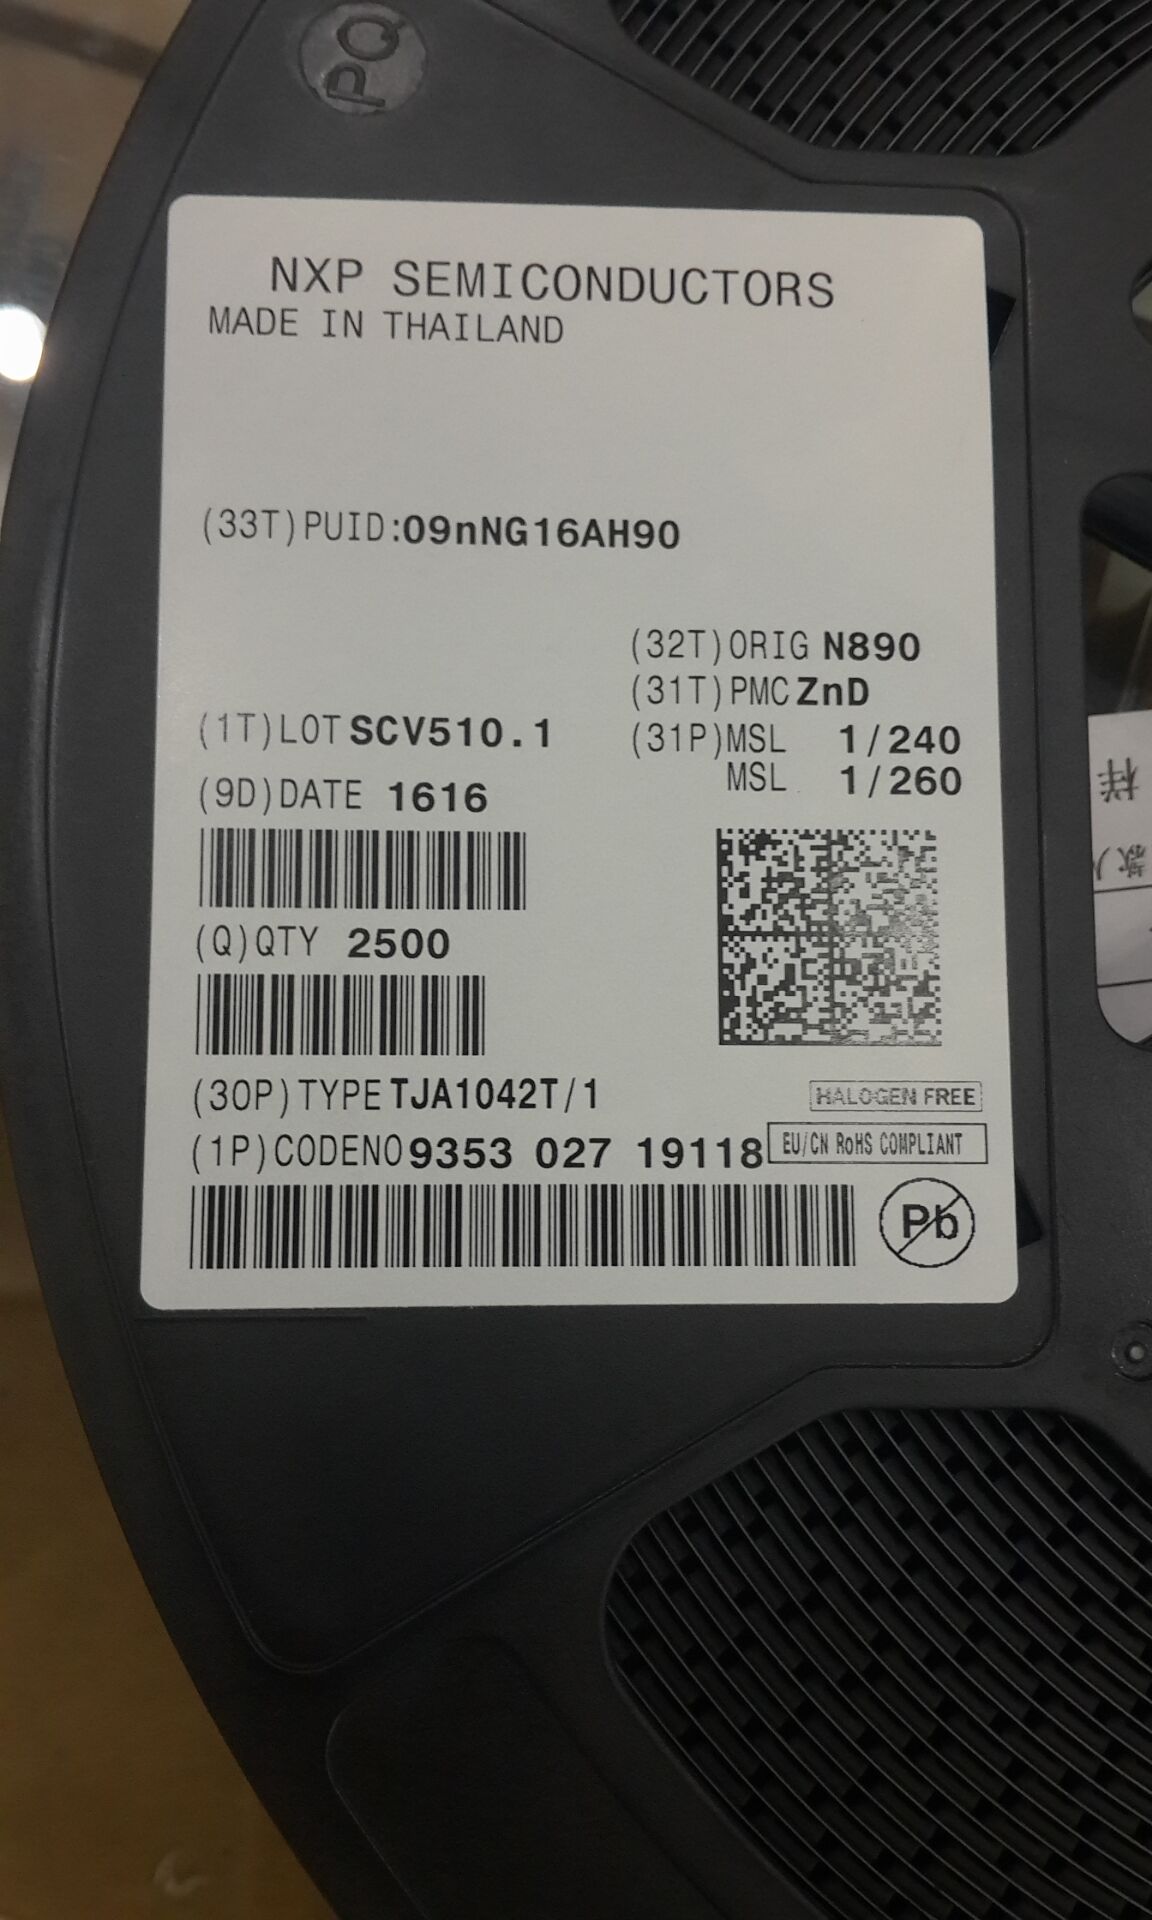 PQ
NXP SEMICONDUCTORS
MADE IN THAILAND
(33T)PUID:09nNG16AH90
(32T)ORIG N890
(31T)PMC ZnD
(1T)LOT SCV510.1
(31P)MSL 1/240
MSL 1/260
(9D)DATE 1616
(Q)QTY 2500
(30P)TYPE TJA1042T/1
HALOGEN FREE
(1P)CODENO 9353 027 19118
EU/CN RoHS COMPLIANT
Pb
样